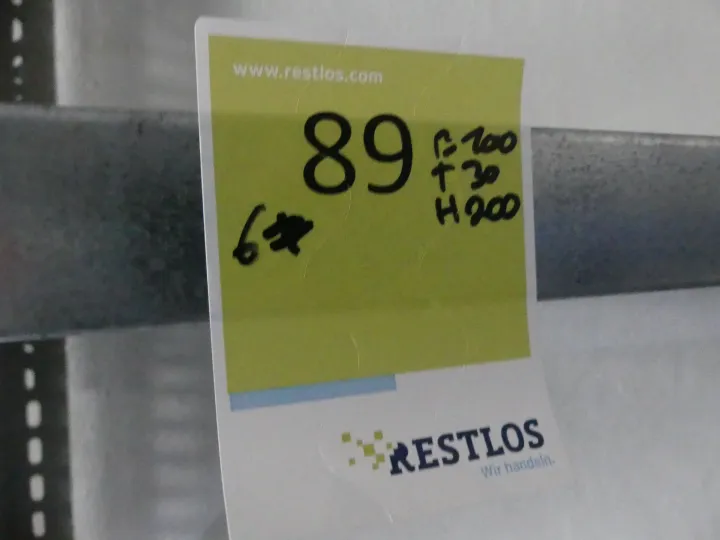 www.restlos.com
89
B 100
T 30
H 200
6
RESTLOS
Wir handeln.